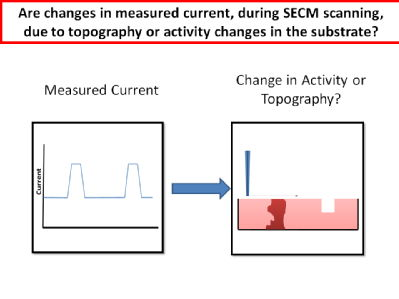 Are changes in measured current, during SECM scanning,
due to topography or activity changes in the substrate?
Measured Current
Change in Activity or
Topography?
Current